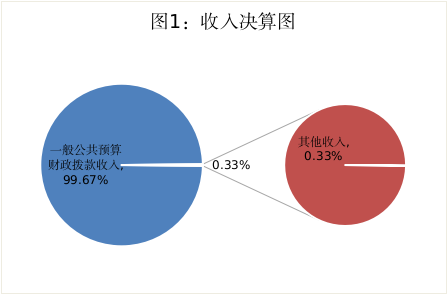 图1：收入决算图
一般公共预算
财政拨款收入,
99.67%
0.33%
其他收入,
0.33%